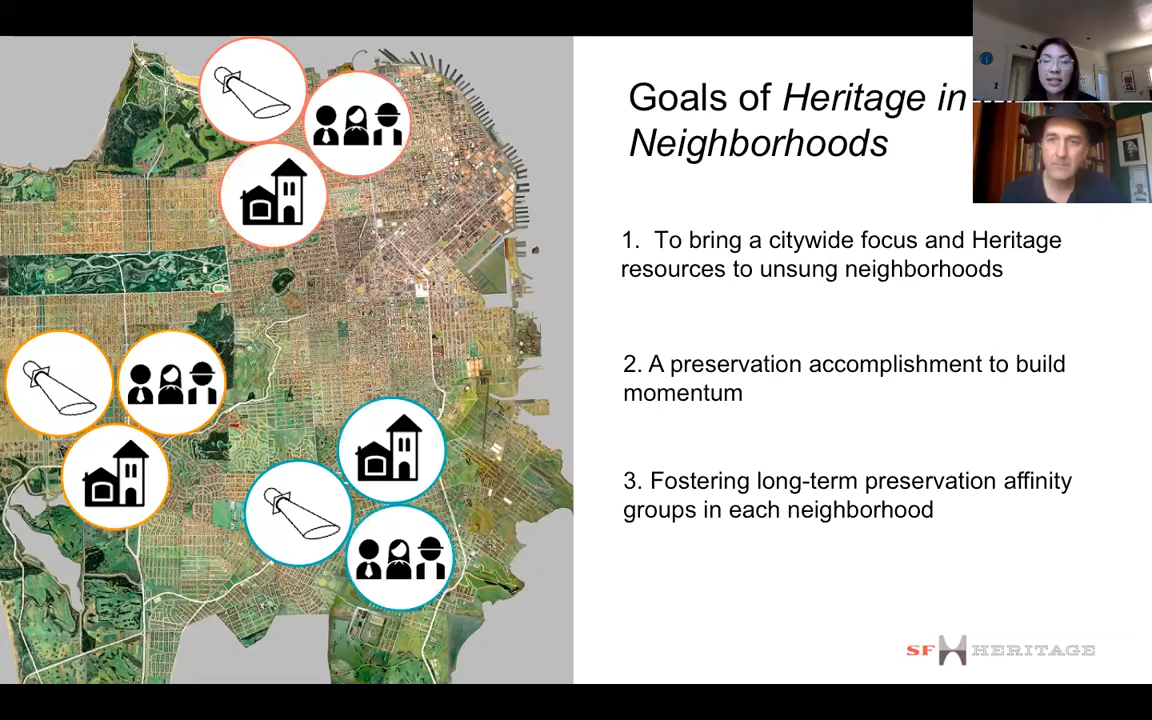 Goals of Heritage in
Neighborhoods
1. To bring a citywide focus and Heritage
resources to unsung neighborhoods
2. A preservation accomplishment to build
momentum
3. Fostering long-term preservation affinity
groups in each neighborhood
SF HERITAGE